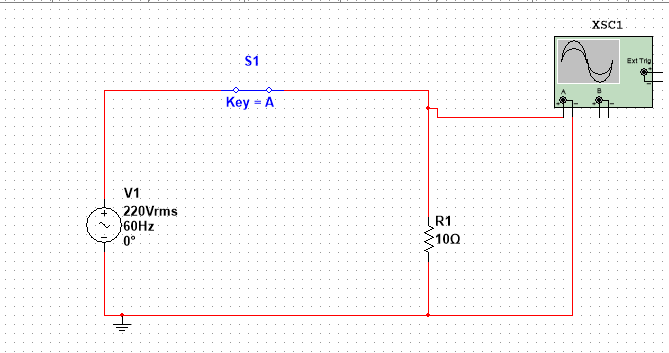 XSC1
Ext Trig
+
-
A
B
+ -
+ -
S1
Key = A
V1
220Vrms
60Hz
0°
R1
10Ω